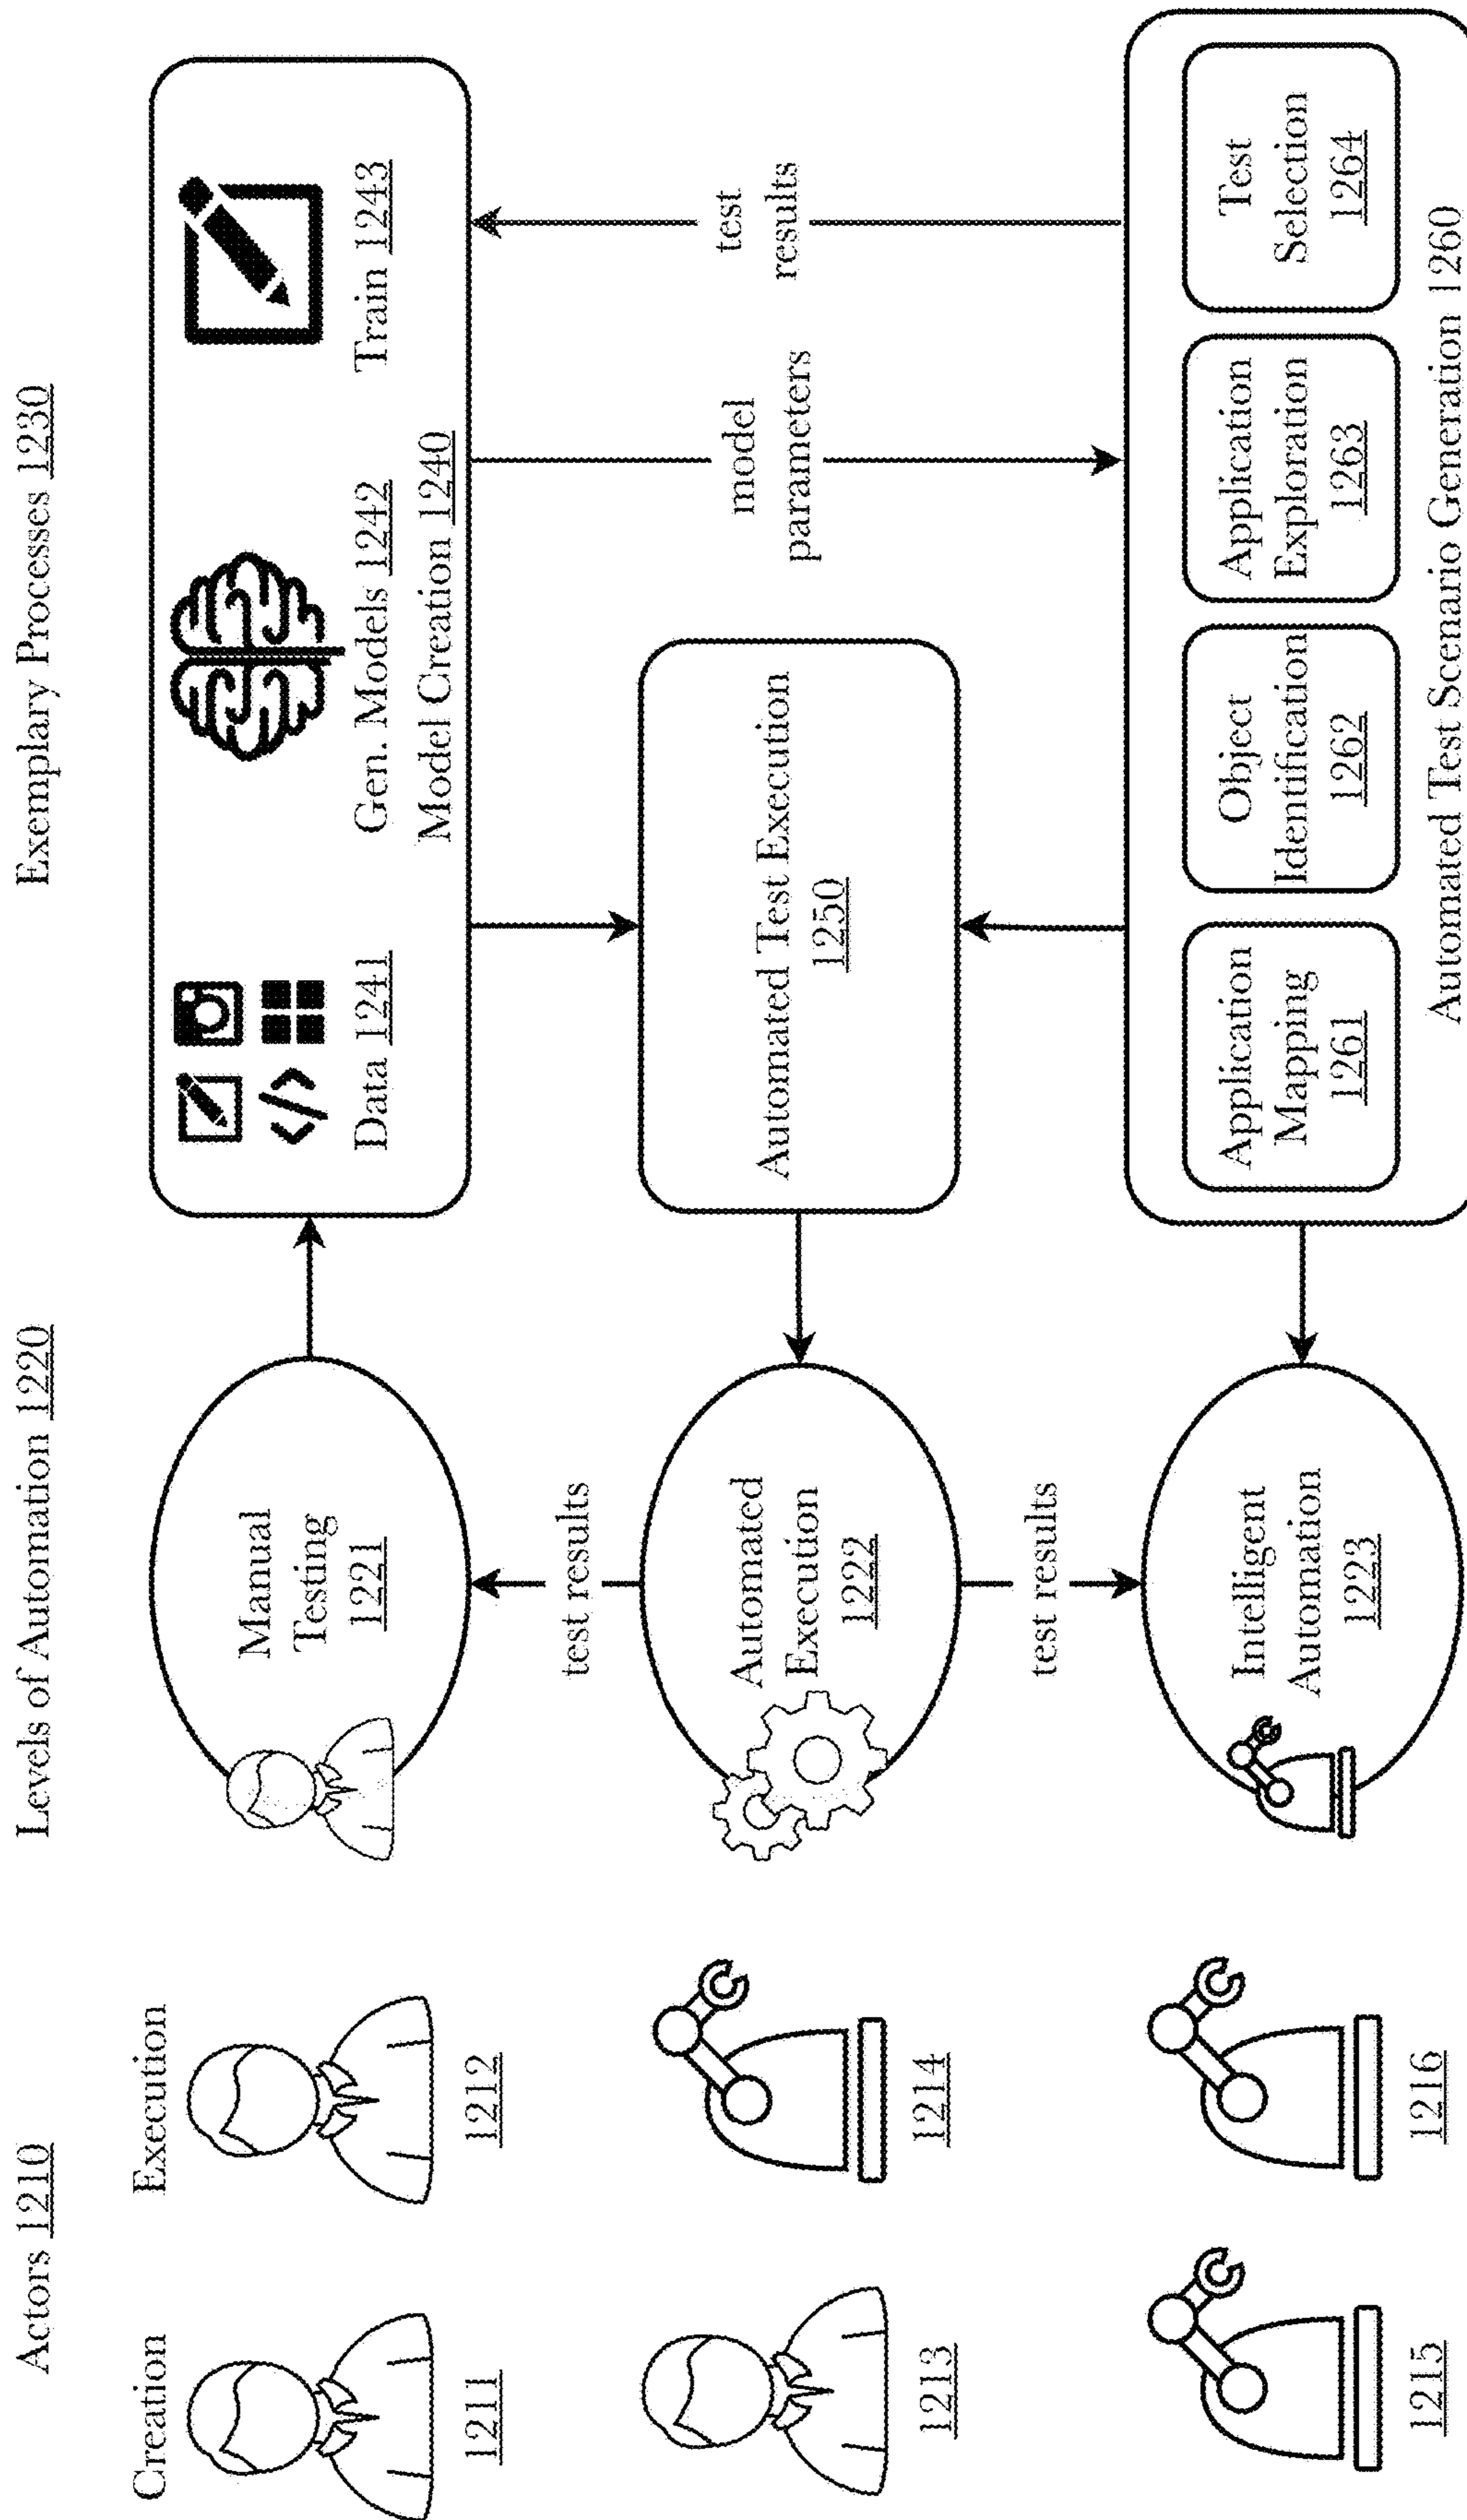 Actors 1210
Levels of Automation 1220
Exemplary Processes 1230
Creation
Execution
1211
1212
Manual
Testing
1221
Data 1241
Gen. Models 1242
Train 1243
Model Creation 1240
test results
1213
1214
Automated
Execution
1222
Automated Test Execution
1250
model
parameters
test
results
test results
1215
1216
Intelligent
Automation
1223
Application
Mapping
1261
Object
Identification
1262
Application
Exploration
1263
Test
Selection
1264
Automated Test Scenario Generation 1260